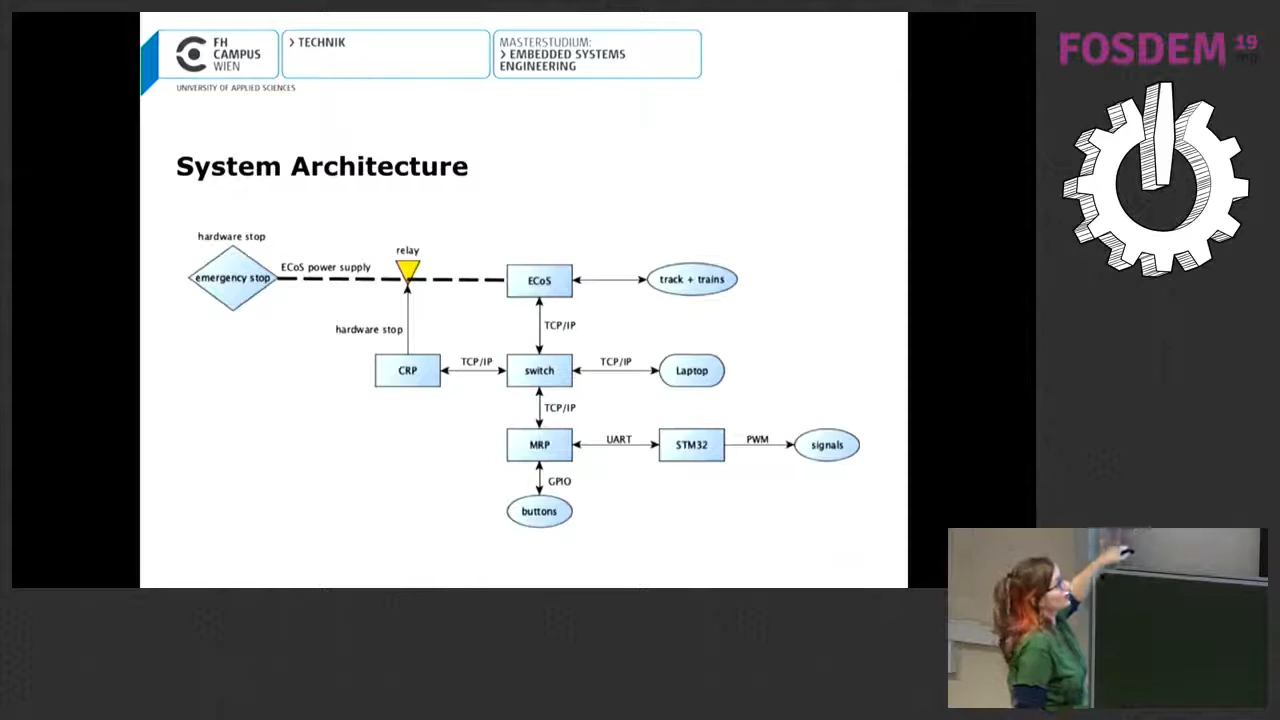 FH
CAMPUS
WIEN
UNIVERSITY OF APPLIED SCIENCES
> TECHNIK
MASTERSTUDIUM:
> EMBEDDED SYSTEMS
ENGINEERING
FOSDEM 19
System Architecture
hardware stop
emergency stop
ECoS power supply
relay
ECoS
track + trains
hardware stop
TCP/IP
CRP
TCP/IP
switch
TCP/IP
Laptop
TCP/IP
MRP
UART
STM32
PWM
signals
GPIO
buttons